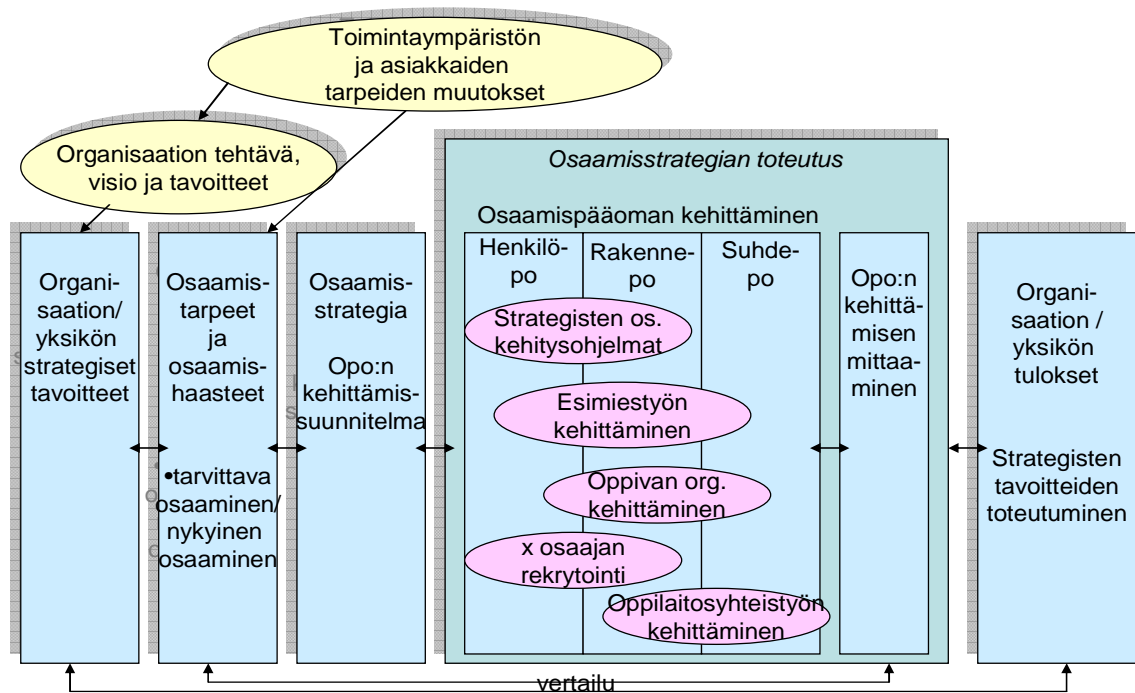 Toimintaympäristön
ja asiakkaiden
tarpeiden muutokset
Organisaation tehtävä,
visio ja tavoitteet
Organi-
saation/
yksikön
strategiset
tavoitteet
Osaamis-
tarpeet
ja
osaamis-
haasteet
•tarvittava
osaaminen/
nykyinen
osaaminen
Osaamis-
strategia
Opo:n
kehittämis-
suunnitelma
Osaamisstrategian toteutus
Osaamispääoman kehittäminen
Henkilö-
po
Rakenne-
po
Suhde-
po
Strategisten os.
kehitysohjelmat
Esimiestyön
kehittäminen
Oppivan org.
kehittäminen
x osaajan
rekrytointi
Oppilaitosyhteistyön
kehittäminen
Opo:n
kehittä-
misen
mittaa-
minen
Organi-
saation /
yksikön
tulokset
Strategisten
tavoitteiden
toteutuminen
vertailu